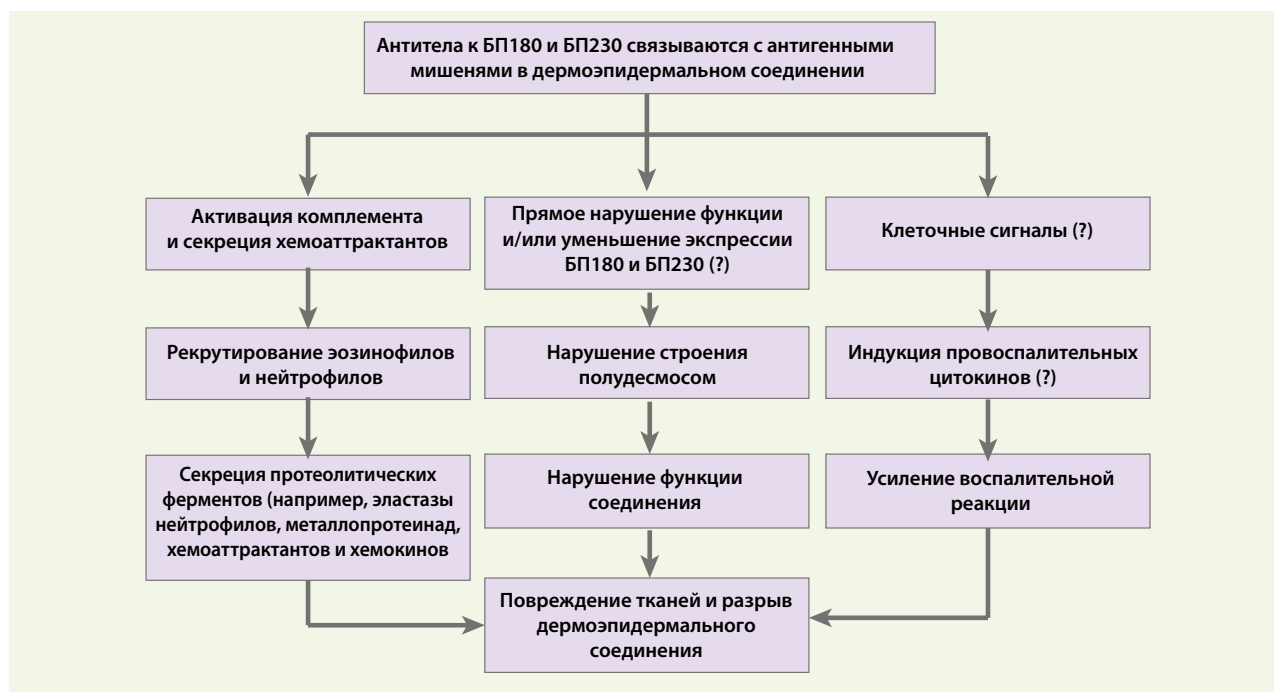 Антитела к БП180 и БП230 связываются с антигенными
мишенями в дермоэпидермальном соединении
Активация комплемента
и секреция хемоаттрактантов
Прямое нарушение функции
и/или уменьшение экспрессии
БП180 и БП230 (?)
Клеточные сигналы (?)
Рекрутирование эозинофилов
и нейтрофилов
Нарушение строения
полудесмосом
Индукция провоспалительных
цитокинов (?)
Секреция протеолитических
ферментов (например, эластазы
нейтрофилов, металлопротеинад,
хемоаттрактантов и хемокинов
Нарушение функции
соединения
Усиление воспалительной
реакции
Повреждение тканей и разрыв
дермоэпидермального
соединения